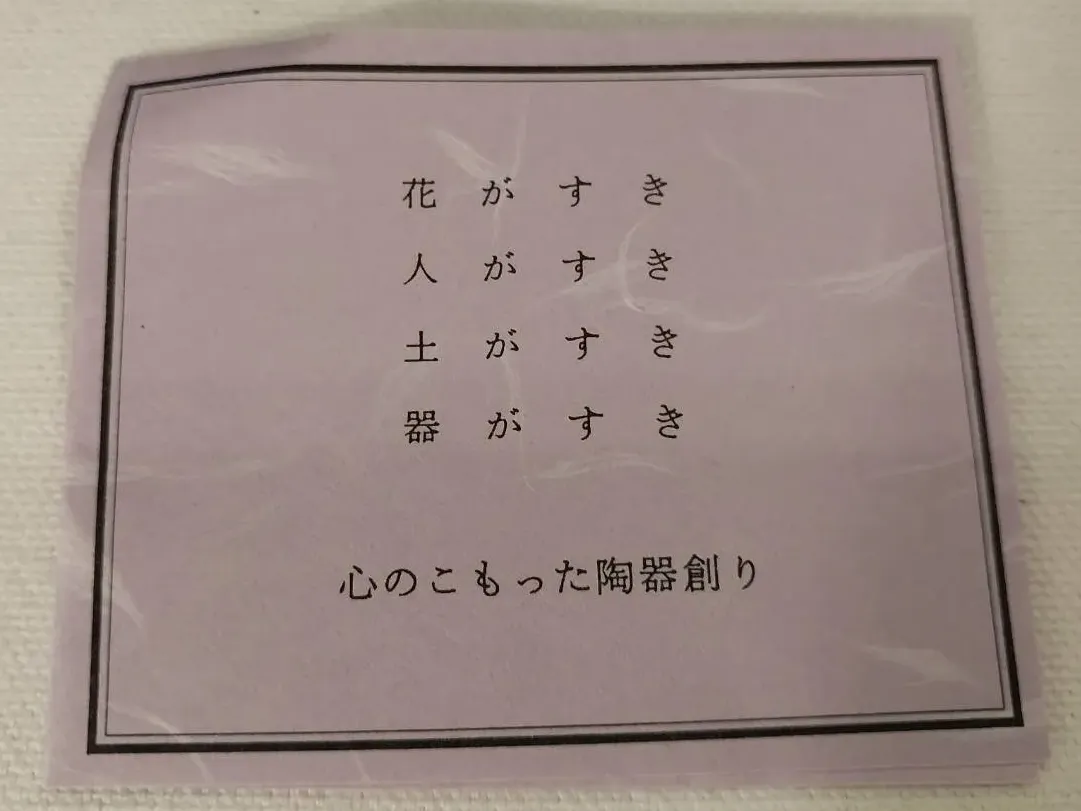 花がすき
人がすき
土がすき
器がすき
心のこもった陶器創り